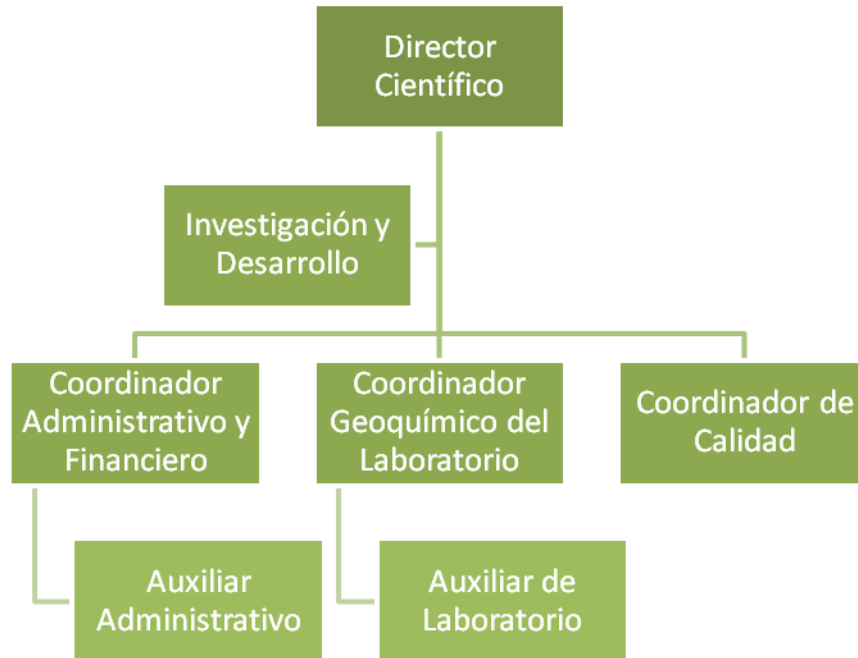 Director
Científico
Investigación y
Desarrollo
Coordinador
Administrativo y
Financiero
Coordinador
Geoquímico del
Laboratorio
Coordinador de
Calidad
Auxiliar
Administrativo
Auxiliar de
Laboratorio